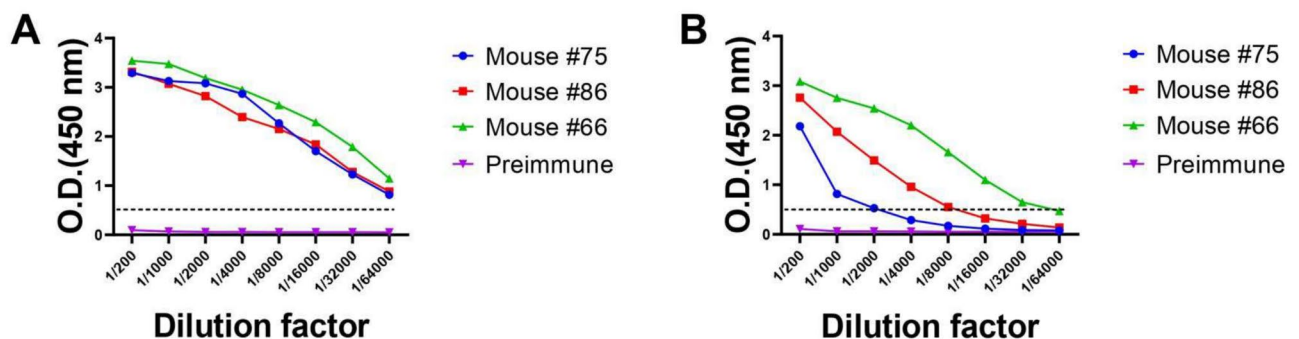 A
O.D.(450 nm)
4
3
2
1
0
1/200
1/1000
1/2000
1/4000
1/8000
1/16000
1/32000
1/64000
Dilution factor
Mouse #75
Mouse #86
Mouse #66
Preimmune
B
O.D.(450 nm)
4
3
2
1
0
1/200
1/1000
1/2000
1/4000
1/8000
1/16000
1/32000
1/64000
Dilution factor
Mouse #75
Mouse #86
Mouse #66
Preimmune